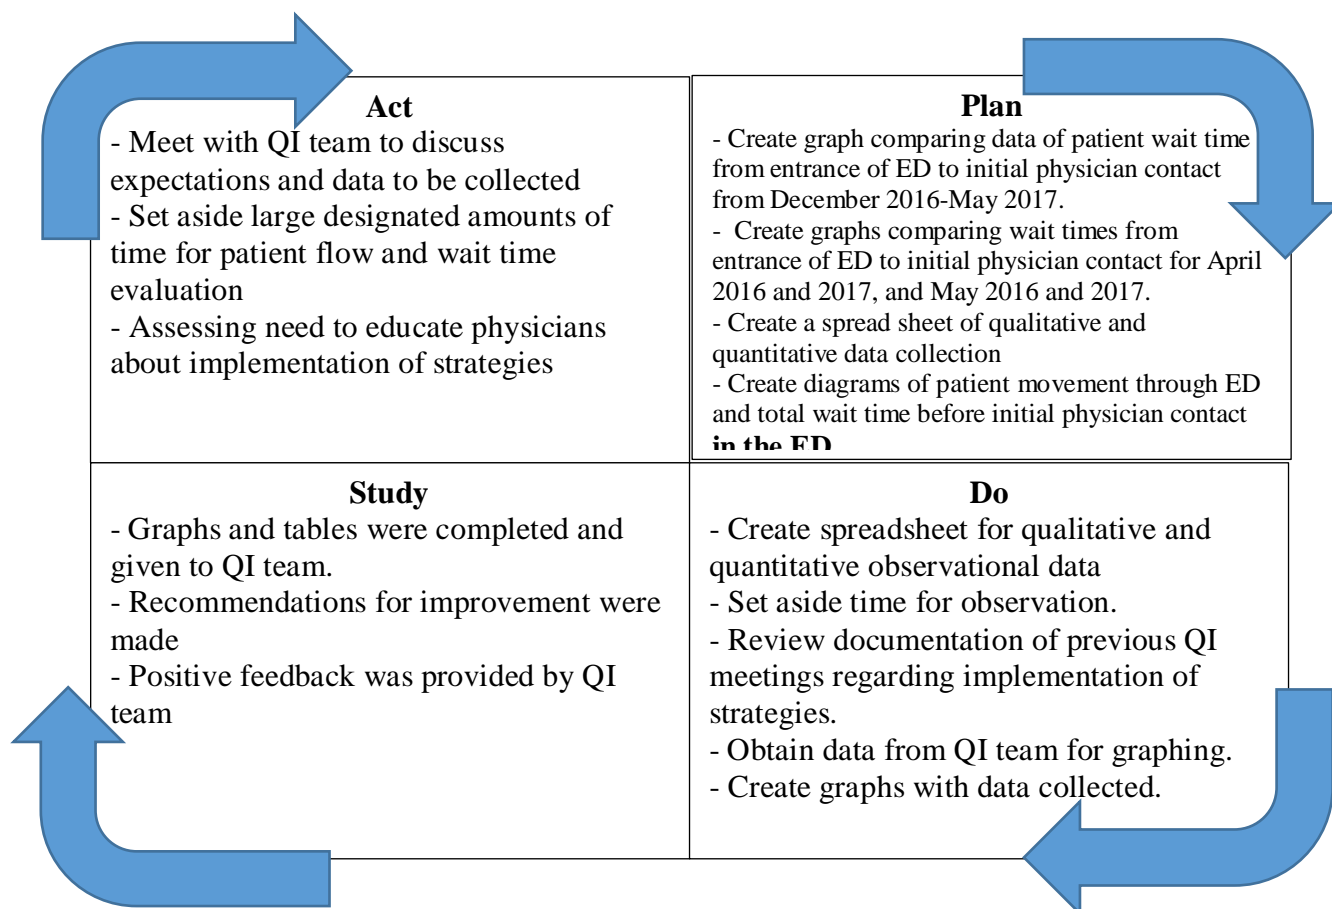 Act
- Meet with QI team to discuss
expectations and data to be collected
- Set aside large designated amounts of
time for patient flow and wait time
evaluation
- Assessing need to educate physicians
about implementation of strategies
Plan
- Create graph comparing data of patient wait time
from entrance of ED to initial physician contact
from December 2016-May 2017.
-  Create graphs comparing wait times from
entrance of ED to initial physician contact for April
2016 and 2017, and May 2016 and 2017.
- Create a spread sheet of qualitative and
quantitative data collection
- Create diagrams of patient movement through ED
and total wait time before initial physician contact
in the ED
Study
- Graphs and tables were completed and
given to QI team.
- Recommendations for improvement were
made
- Positive feedback was provided by QI
team
Do
- Create spreadsheet for qualitative and
quantitative observational data
- Set aside time for observation.
- Review documentation of previous QI
meetings regarding implementation of
strategies.
- Obtain data from QI team for graphing.
- Create graphs with data collected.